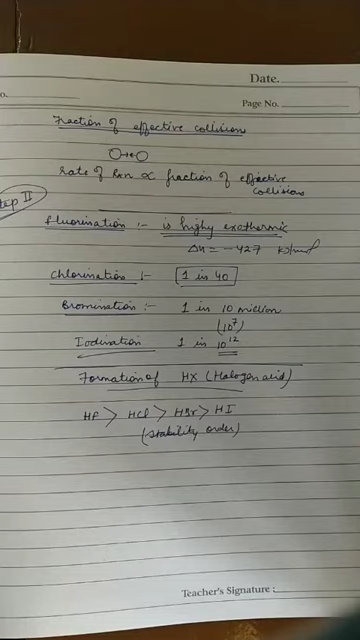 Date.
o.
Page No.
Fraction of effective collision
rate of Rxn ∝ fraction of effective
collisions
Step II
fluorination :- is highly exothermic
ΔH = -427 KJ/mol
Chlorination :- 1 in 40
Bromination :- 1 in 10 million
(10⁷)
Iodination 1 in 10¹²
Formation of HX (Halogen acid)
HF > HCl > HBr > HI
(stability order)
Teacher's Signature :